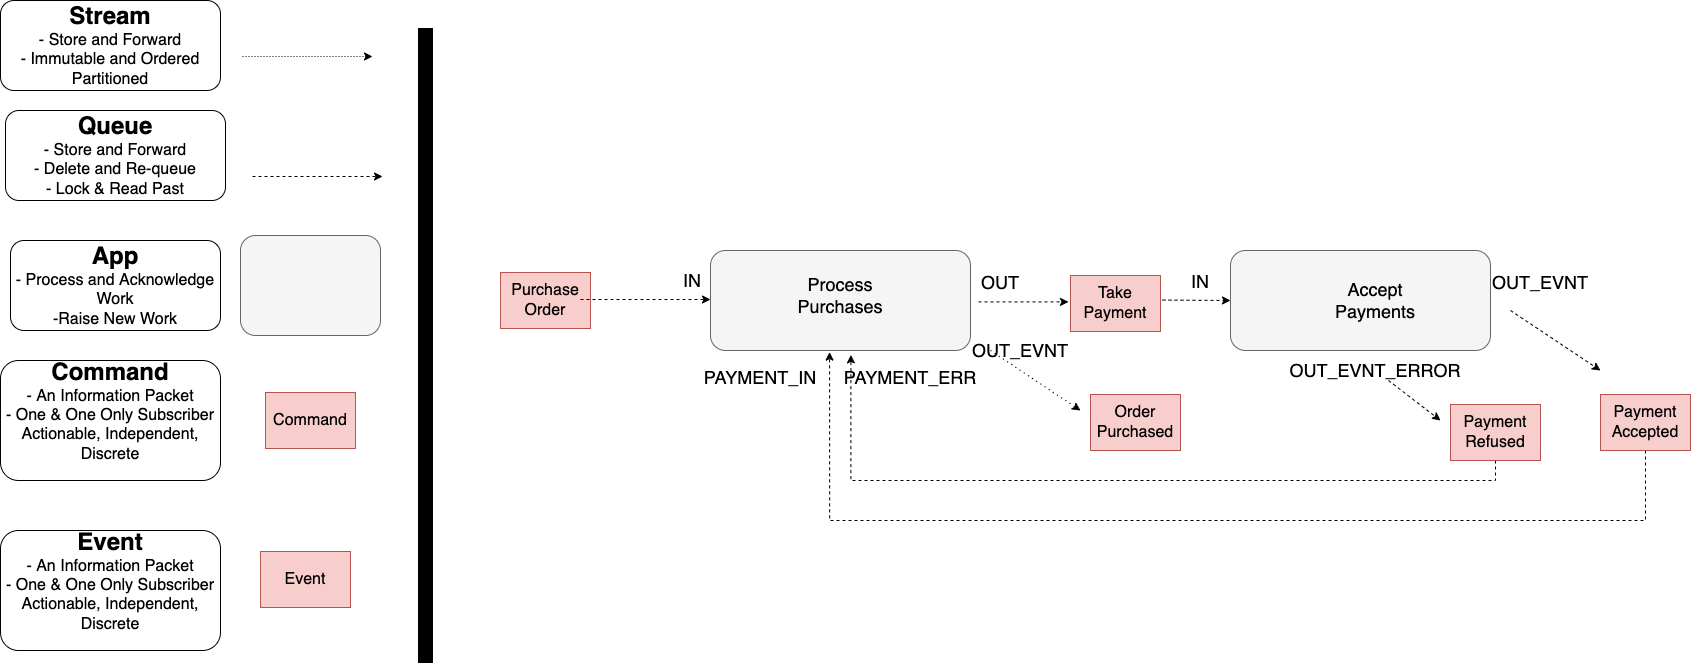 Stream
- Store and Forward
- Immutable and Ordered
Partitioned
Queue
- Store and Forward
- Delete and Re-queue
- Lock & Read Past
App
- Process and Acknowledge
Work
-Raise New Work
Command
- An Information Packet
- One & One Only Subscriber
Actionable, Independent,
Discrete
Command
Event
- An Information Packet
- One & One Only Subscriber
Actionable, Independent,
Discrete
Event
Purchase
Order
IN
Process
Purchases
OUT
Take
Payment
IN
Accept
Payments
OUT_EVNT
OUT_EVNT
PAYMENT_IN
PAYMENT_ERR
OUT_EVNT_ERROR
Order
Purchased
Payment
Refused
Payment
Accepted